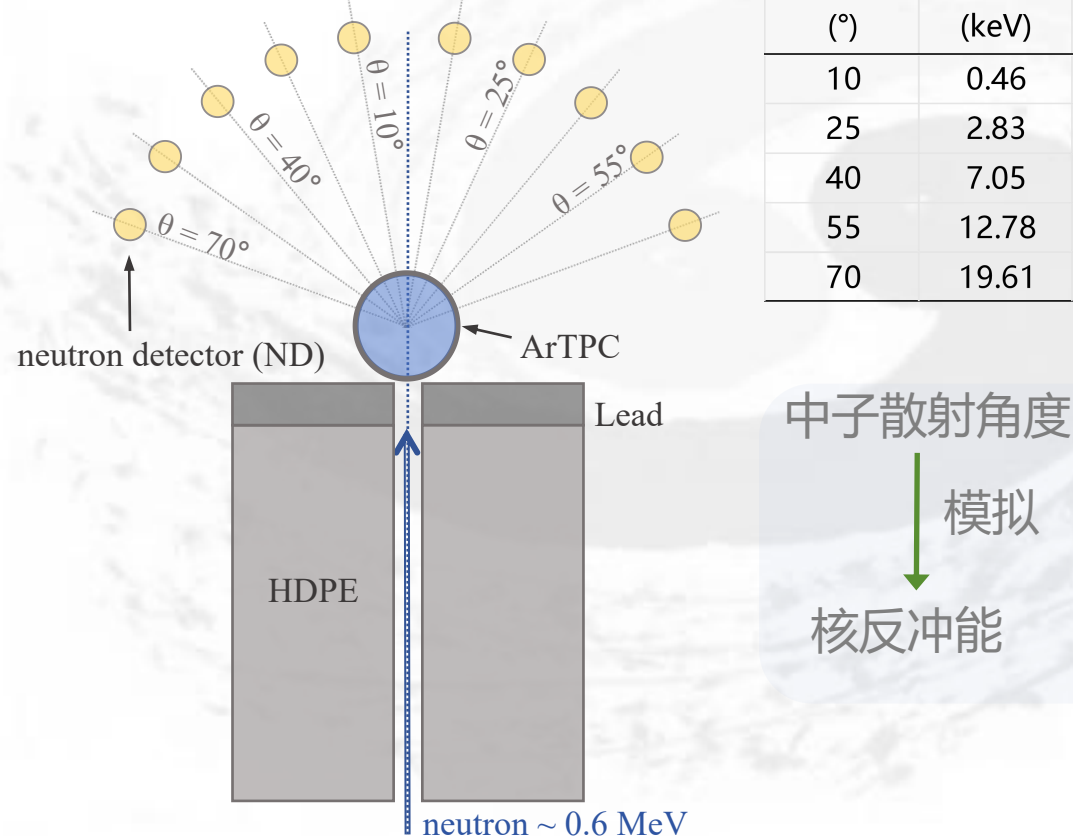 (°) (keV)
10 0.46
25 2.83
40 7.05
55 12.78
70 19.61
θ = 10°
θ = 25°
θ = 40°
θ = 55°
θ = 70°
neutron detector (ND)
ArTPC
Lead
中子散射角度
模拟
核反冲能
HDPE
neutron ~ 0.6 MeV